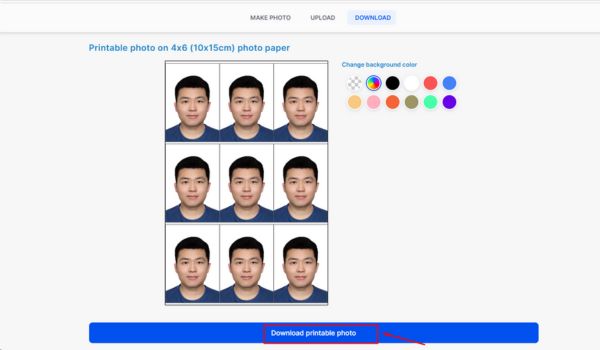 MAKE PHOTO UPLOAD DOWNLOAD
Printable photo on 4x6 (10x15cm) photo paper
Change background color
Download printable photo